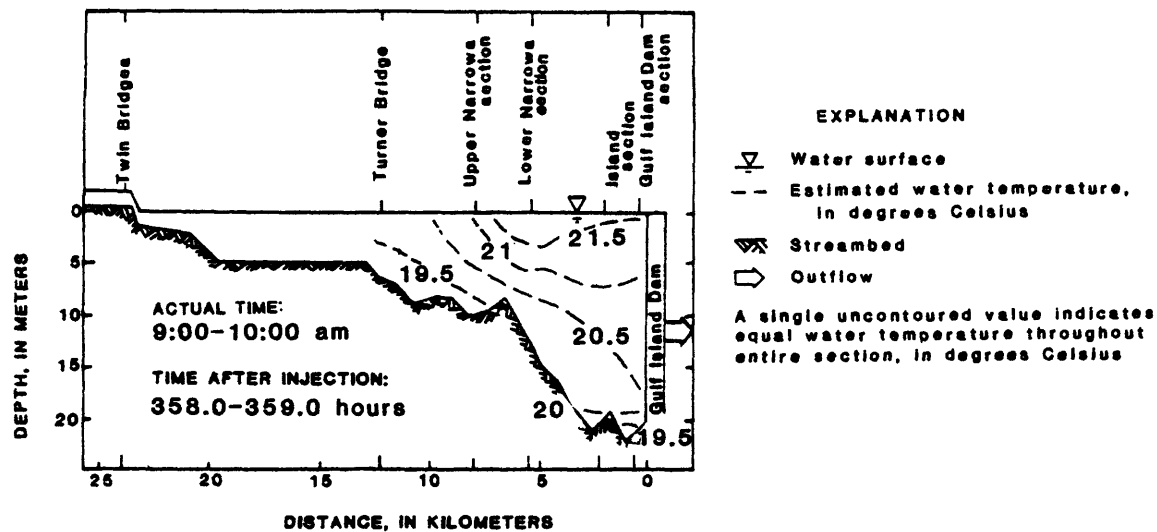 Twin Bridgea
Turner Bridge
Upper Narrowa
section
Lower Narrowa
section
Island
section
Gulf Island Dam
section
DEPTH, IN METERS
0
5
10
15
20
19.5
21
21.5
20.5
20
19.5
ACTUAL TIME:
9:00-10:00 am
TIME AFTER INJECTION:
358.0-359.0 hours
Gulf Island Dam
25
20
15
10
5
0
DISTANCE, IN KILOMETERS
EXPLANATION
Water surface
Estimated water temperature,
in degrees Celsius
Streambed
Outflow
A single uncontoured value indicates
equal water temperature throughout
entire section, in degrees Celsius